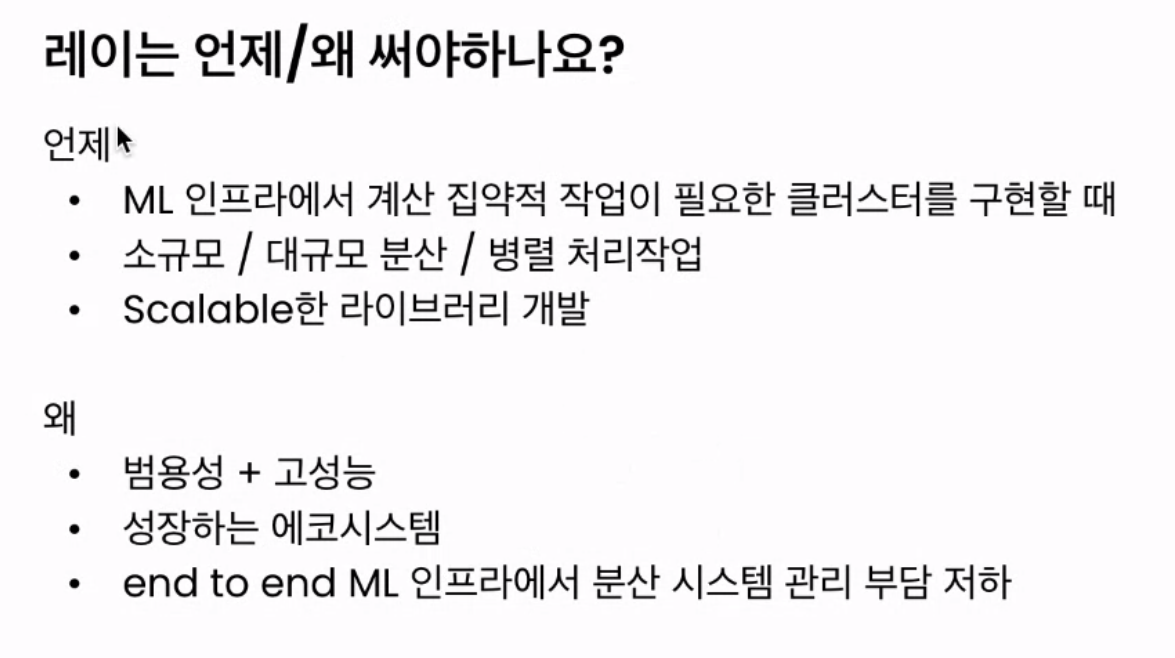 레이는 언제/왜 써야하나요?
언제
• ML 인프라에서 계산 집약적 작업이 필요한 클러스터를 구현할 때
• 소규모 / 대규모 분산 / 병렬 처리작업
• Scalable한 라이브러리 개발
왜
• 범용성 + 고성능
• 성장하는 에코시스템
• end to end ML 인프라에서 분산 시스템 관리 부담 저하